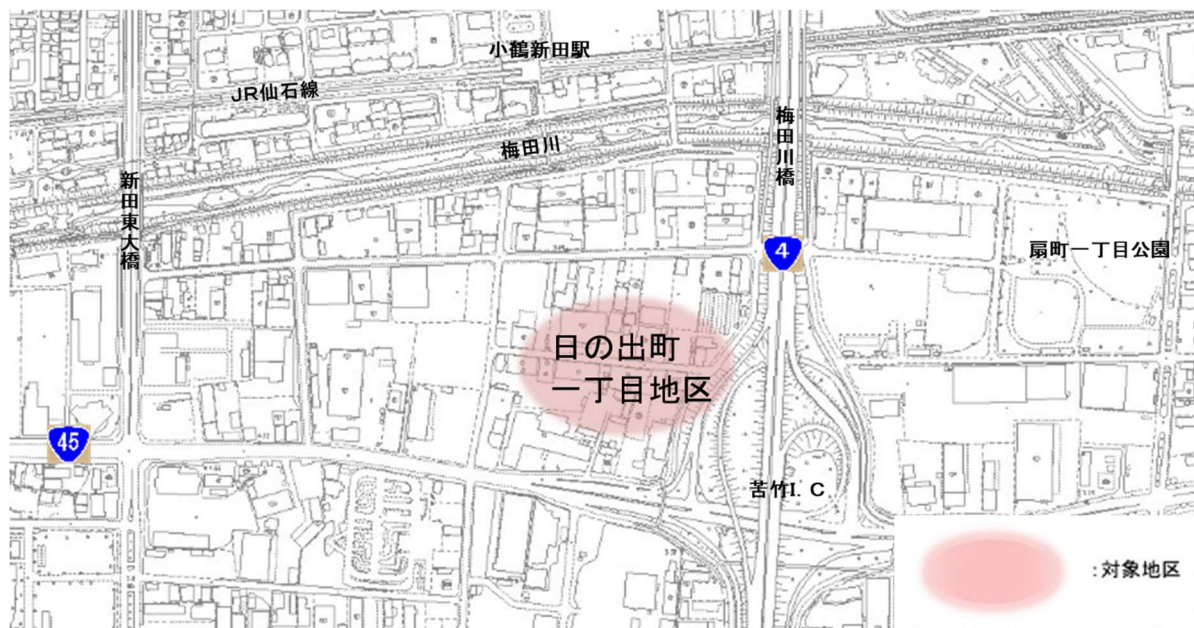 小鶴新田駅
JR仙石線
梅田川
梅田川橋
新田東大橋
4
扇町一丁目公園
日の出町
一丁目地区
45
苦竹I.C
:対象地区